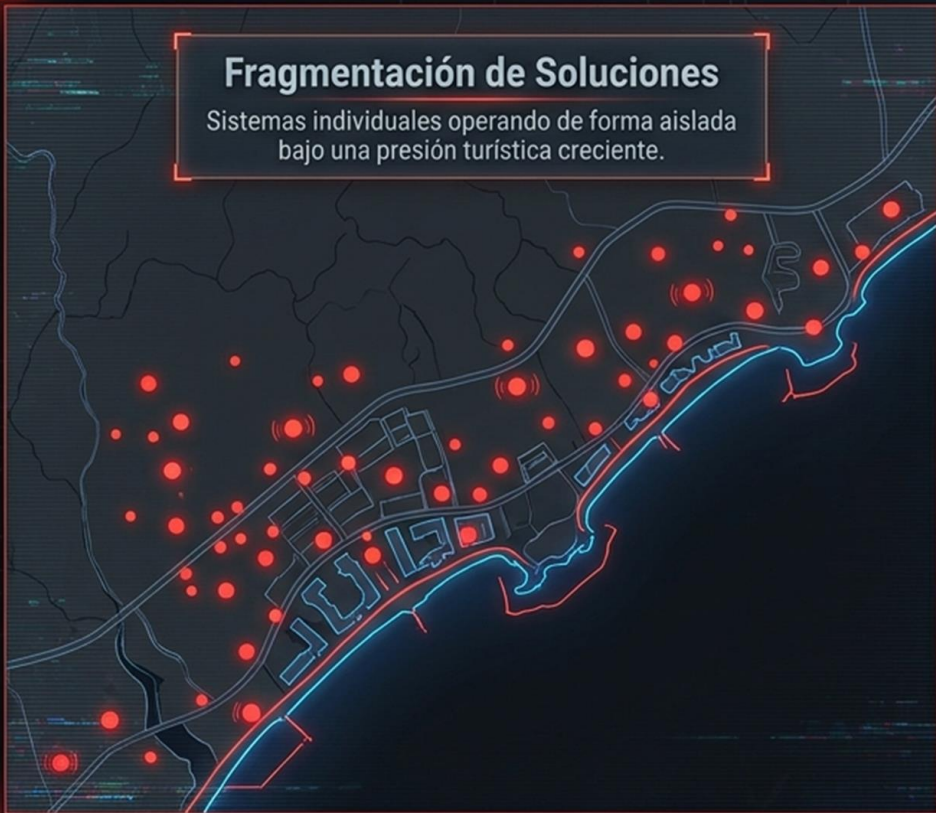 Fragmentación de Soluciones
Sistemas individuales operando de forma aislada
bajo una presión turística creciente.